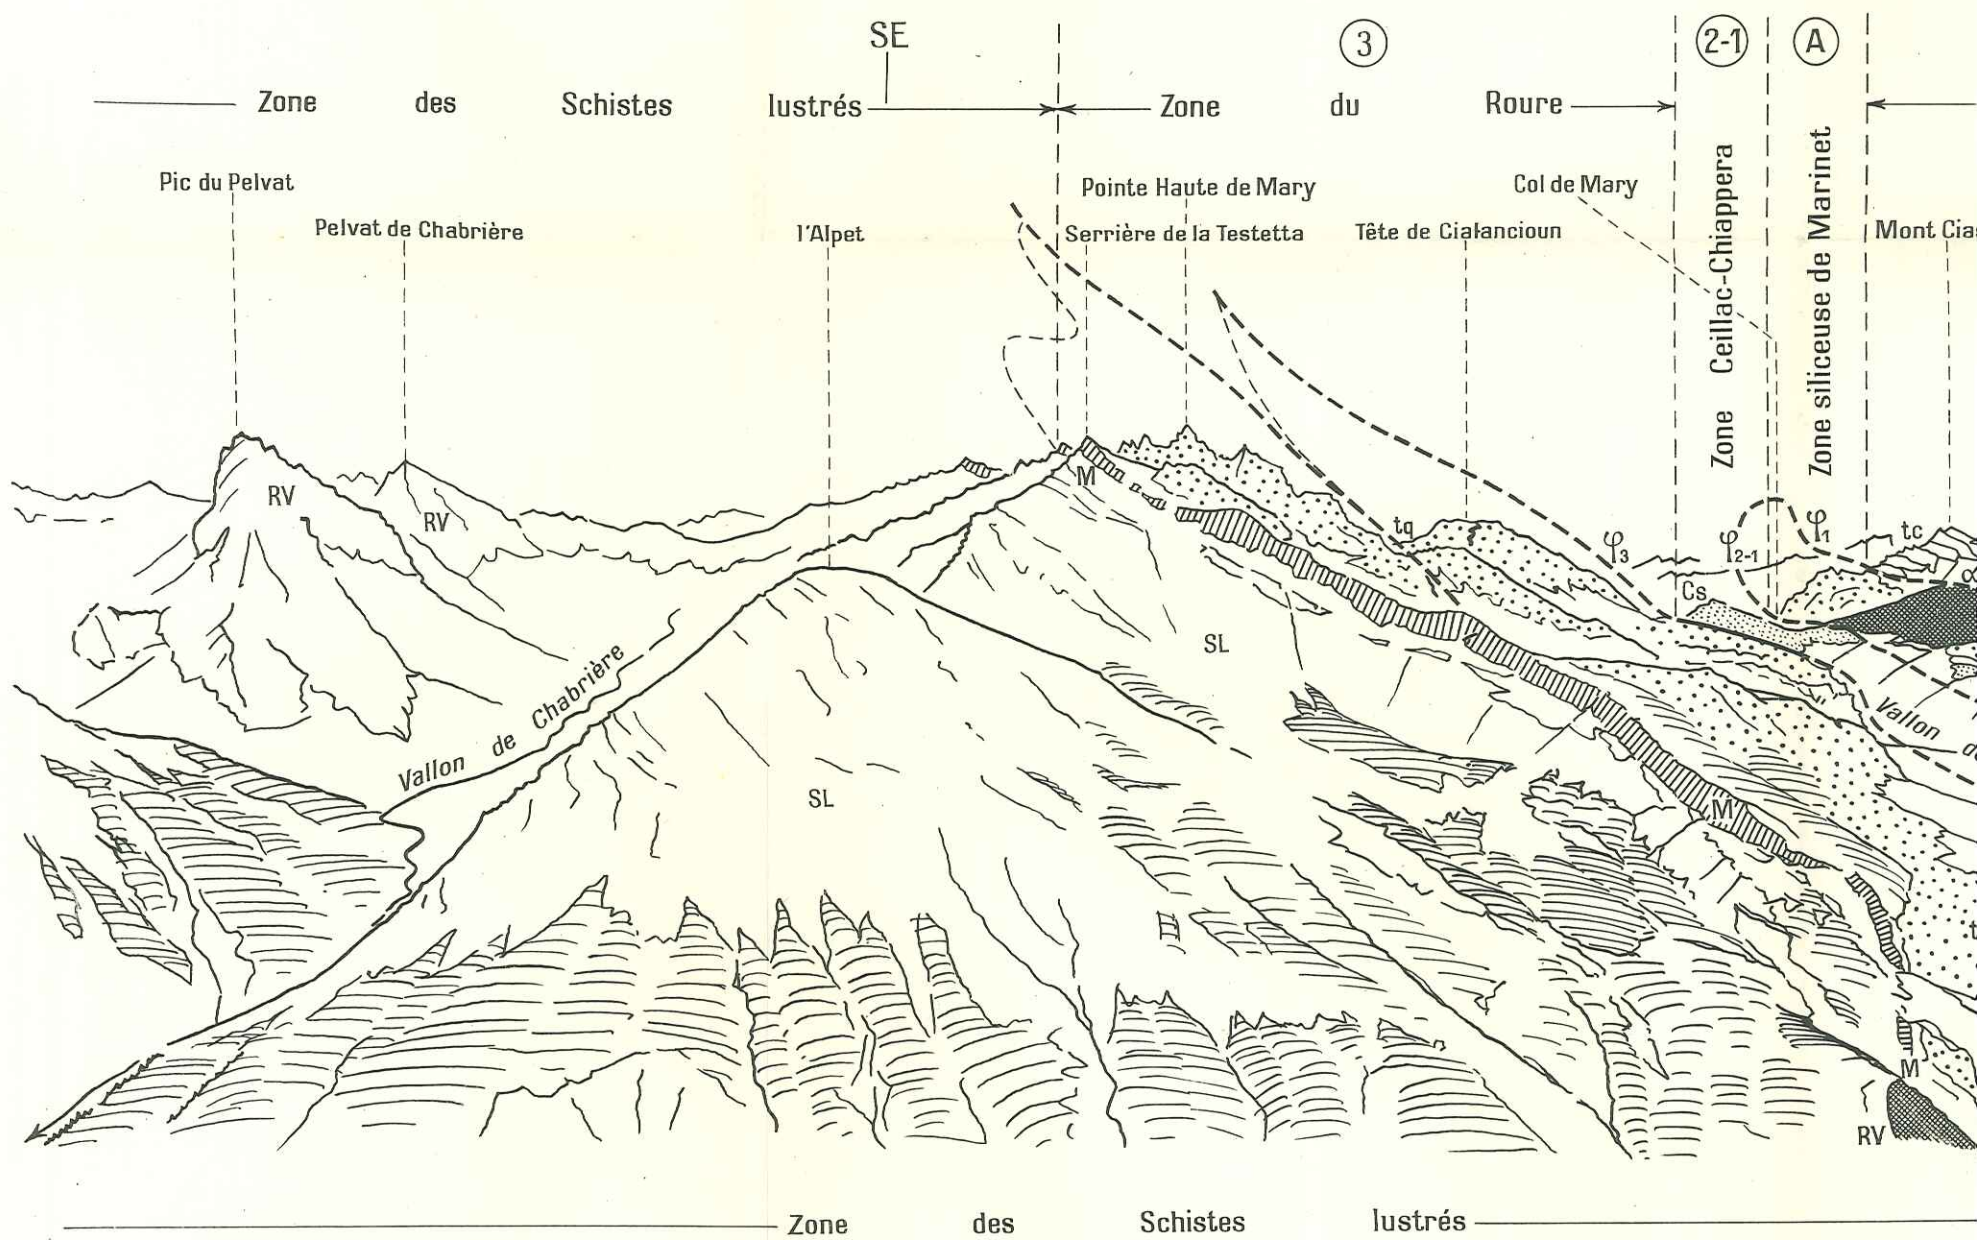 SE
3
2-1
A
Zone des Schistes lustrés
Zone du Roure
Zone Ceillac-Chiappera
Zone siliceuse de Marinet
Pic du Pelvat
Pointe Haute de Mary
Col de Mary
Pelvat de Chabrière
l'Alpet
Serrière de la Testetta
Tête de Cialancioun
Mont Cias
RV
RV
M
tq
φ3
φ2-1
φ1
tc
α
Cs
SL
Vallon de Chabrière
Vallon d
SL
M
t
M
RV
Zone des Schistes lustrés